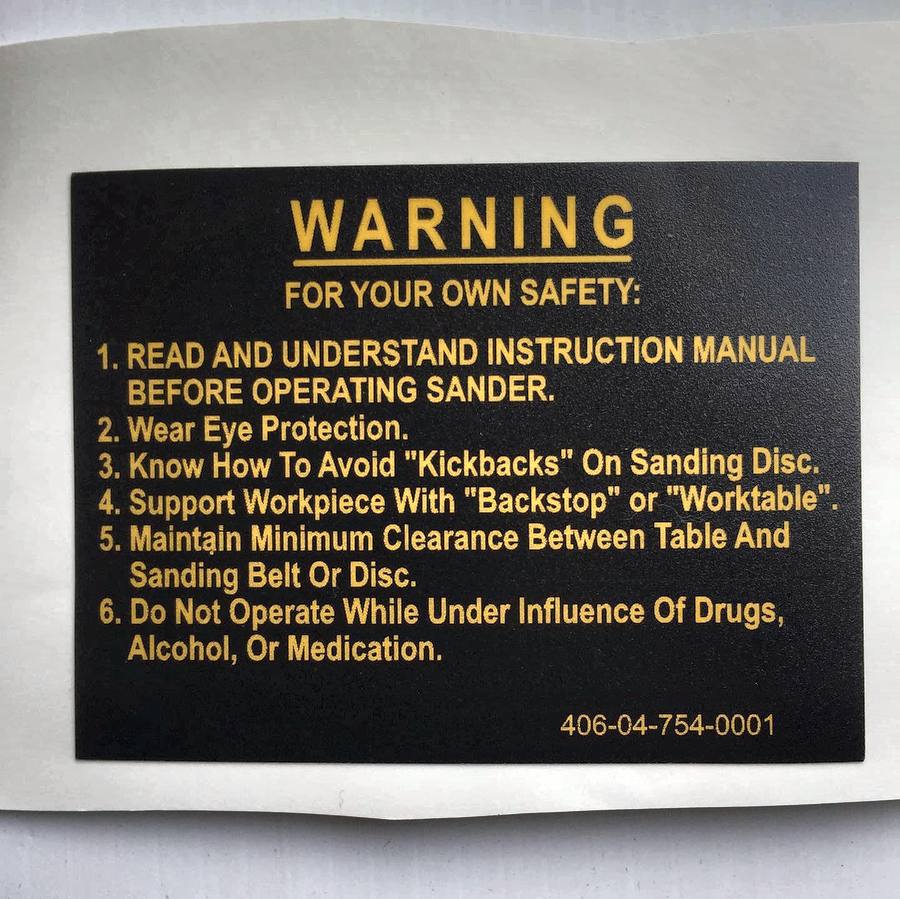 WARNING
FOR YOUR OWN SAFETY:
1. READ AND UNDERSTAND INSTRUCTION MANUAL
BEFORE OPERATING SANDER.
2. Wear Eye Protection.
3. Know How To Avoid "Kickbacks" On Sanding Disc.
4. Support Workpiece With "Backstop" or "Worktable".
5. Maintain Minimum Clearance Between Table And
Sanding Belt Or Disc.
6. Do Not Operate While Under Influence Of Drugs,
Alcohol, Or Medication.
406-04-754-0001